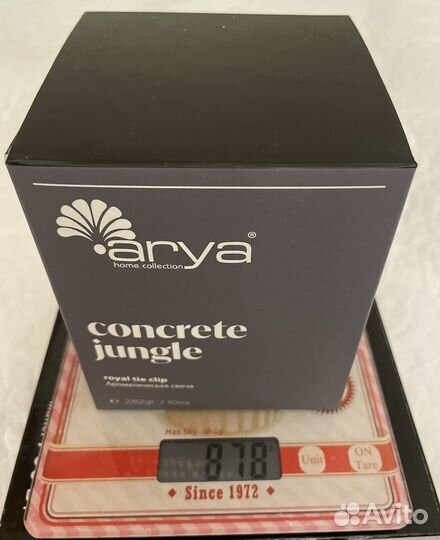 arya®
home collection
concrete
jungle
royal tie clip
Ароматическая свеча
℮ 282gr. / 10oz
Max 5kg d=1g
878
Unit
ON
Tare
Since 1972
Avito